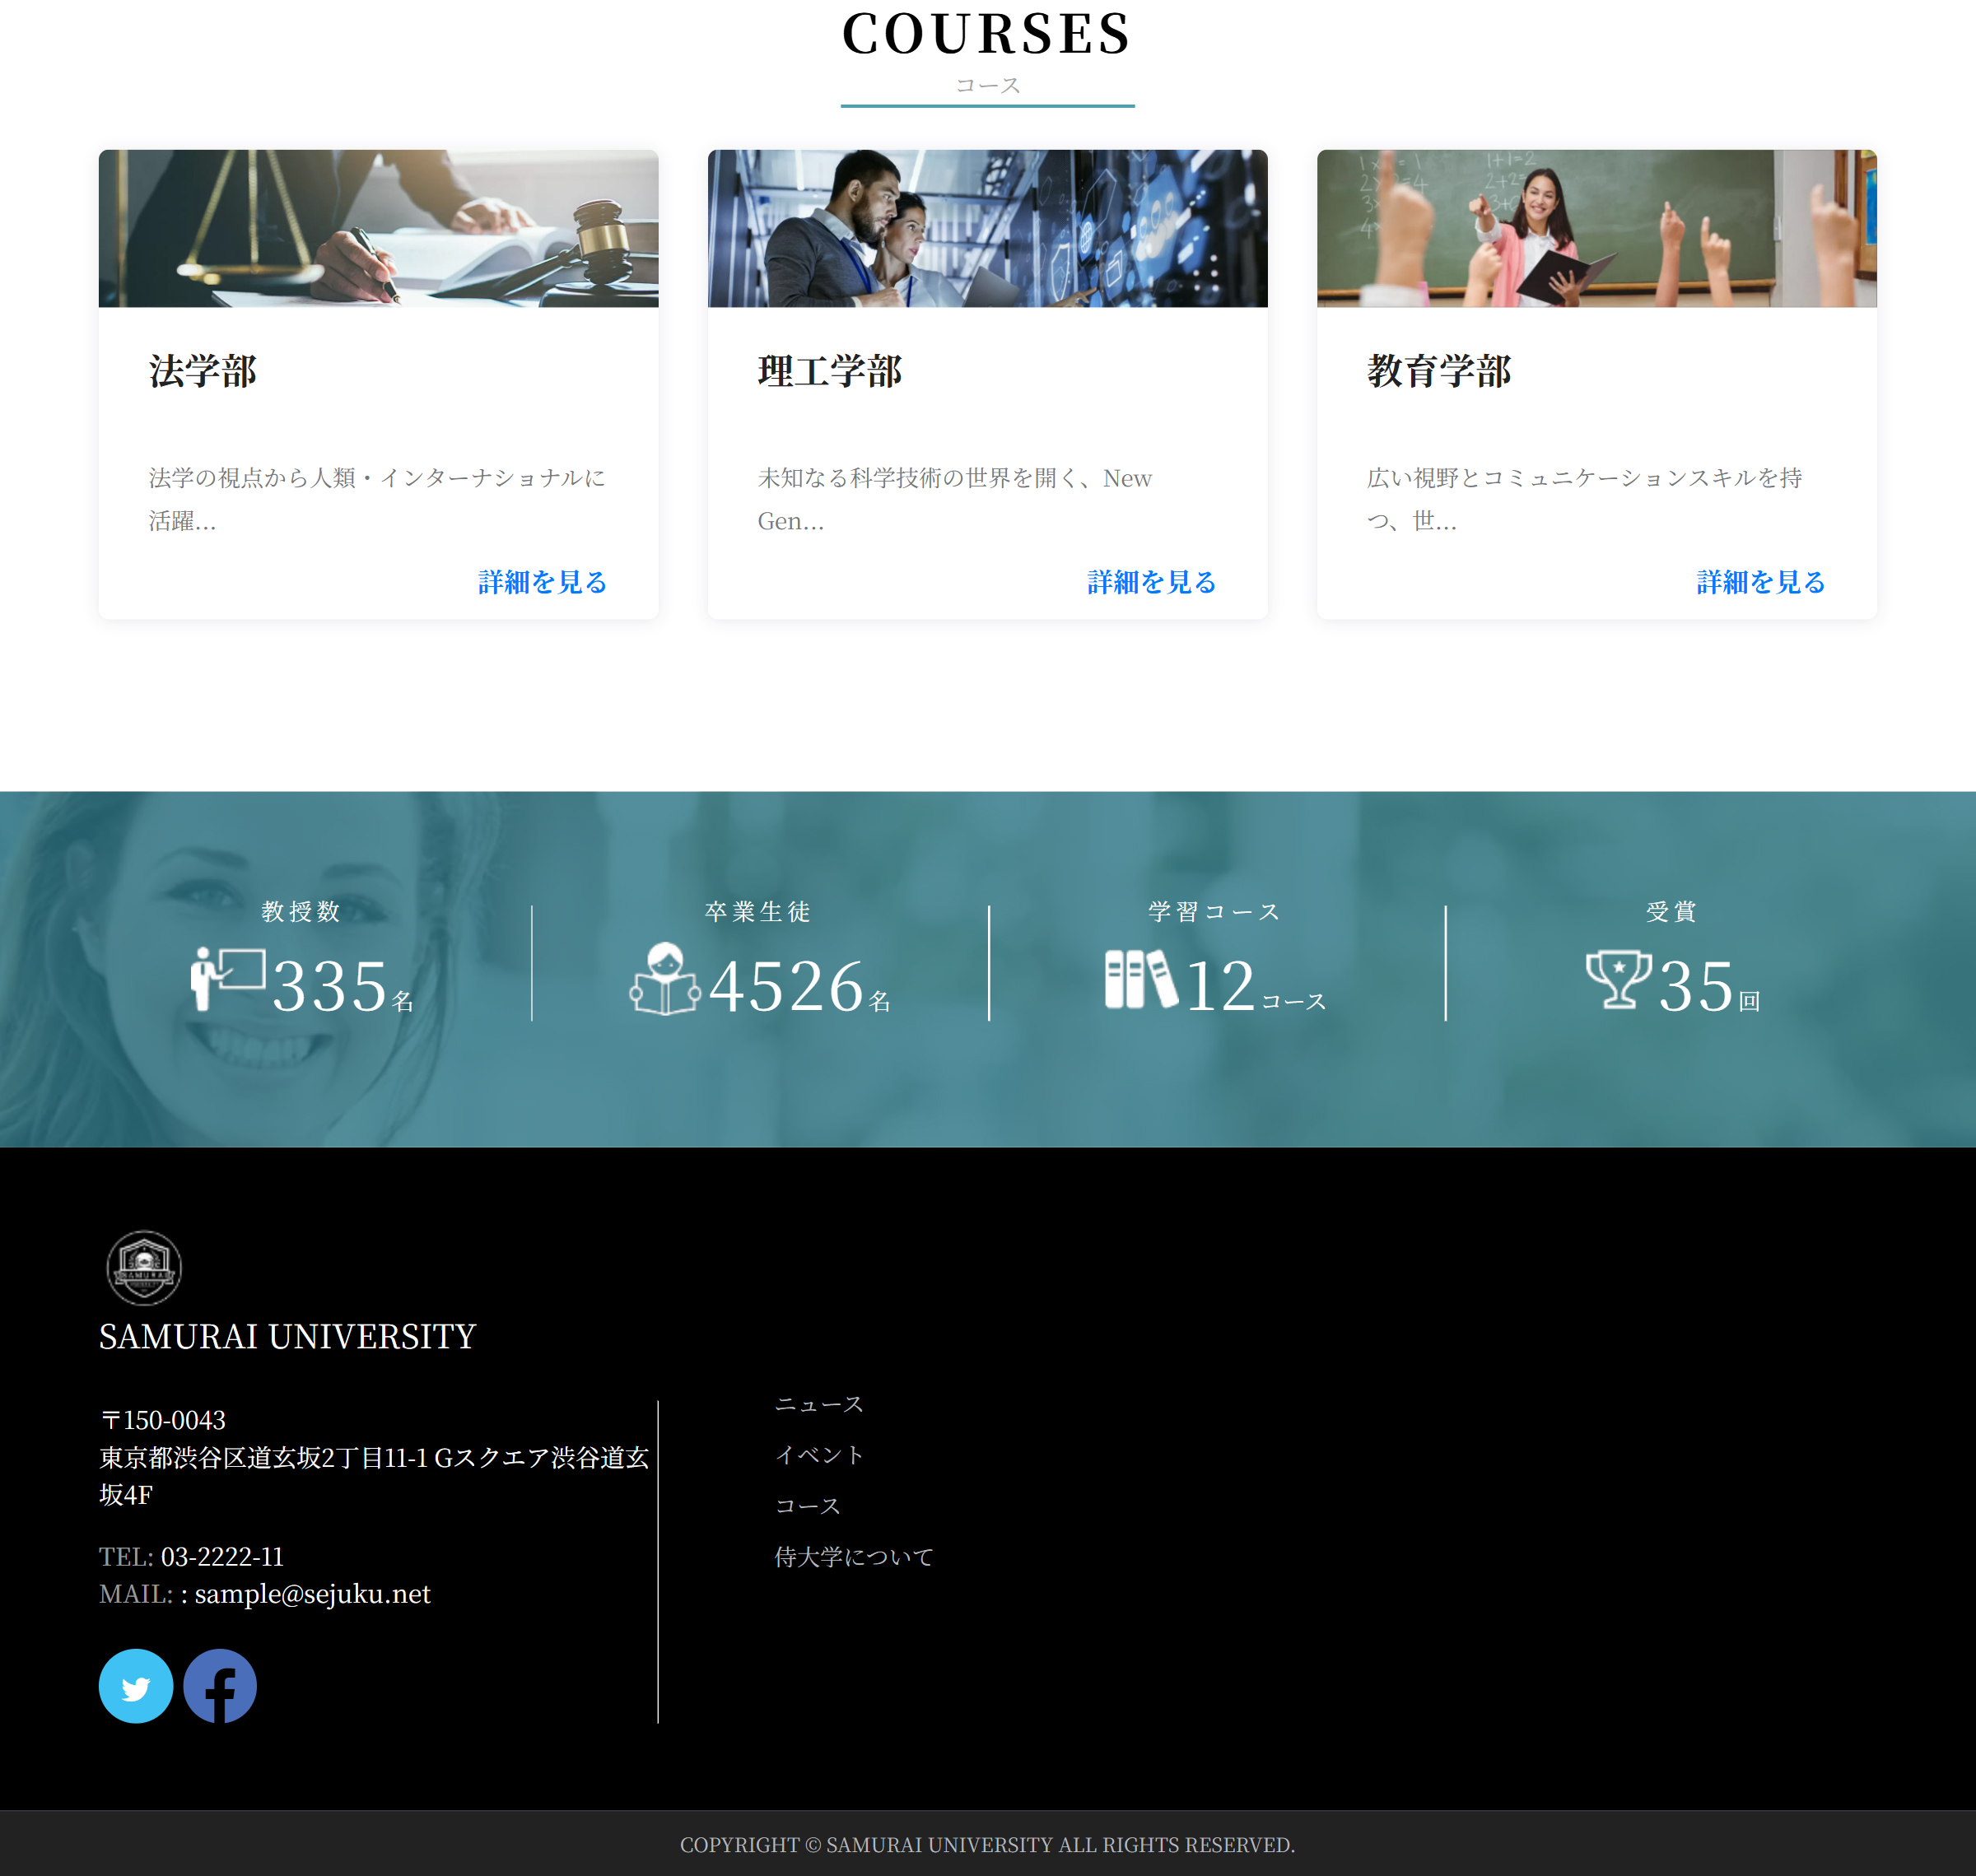 COURSES
コース
1+1=2
法学部
法学の視点から人類・インターナショナルに
活躍...
詳細を見る
理工学部
未知なる科学技術の世界を開く、New
Gen...
詳細を見る
教育学部
広い視野とコミュニケーションスキルを持
つ、世...
詳細を見る
教授数
335名
卒業生徒
4526名
学習コース
12コース
受賞
35回
SAMURAI
SAMURAI UNIVERSITY
〒150-0043
東京都渋谷区道玄坂2丁目11-1 Gスクエア渋谷道玄
坂4F
TEL: 03-2222-11
MAIL: : sample@sejuku.net
ニュース
イベント
コース
侍大学について
COPYRIGHT © SAMURAI UNIVERSITY ALL RIGHTS RESERVED.